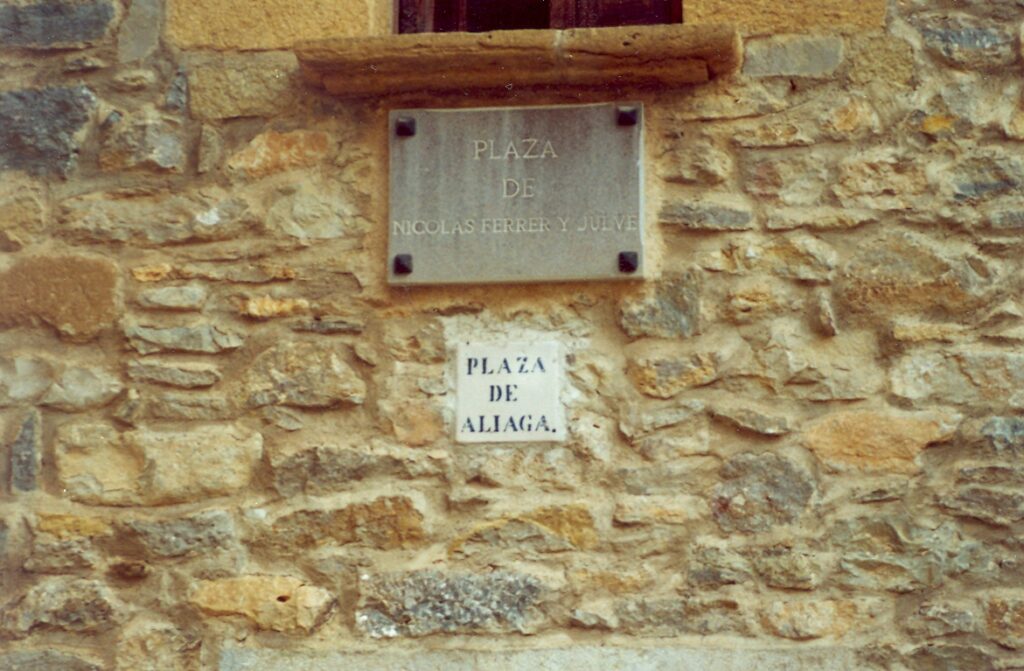 PLAZA
DE
NICOLAS FERRER Y JULVE
PLAZA
DE
ALIAGA.